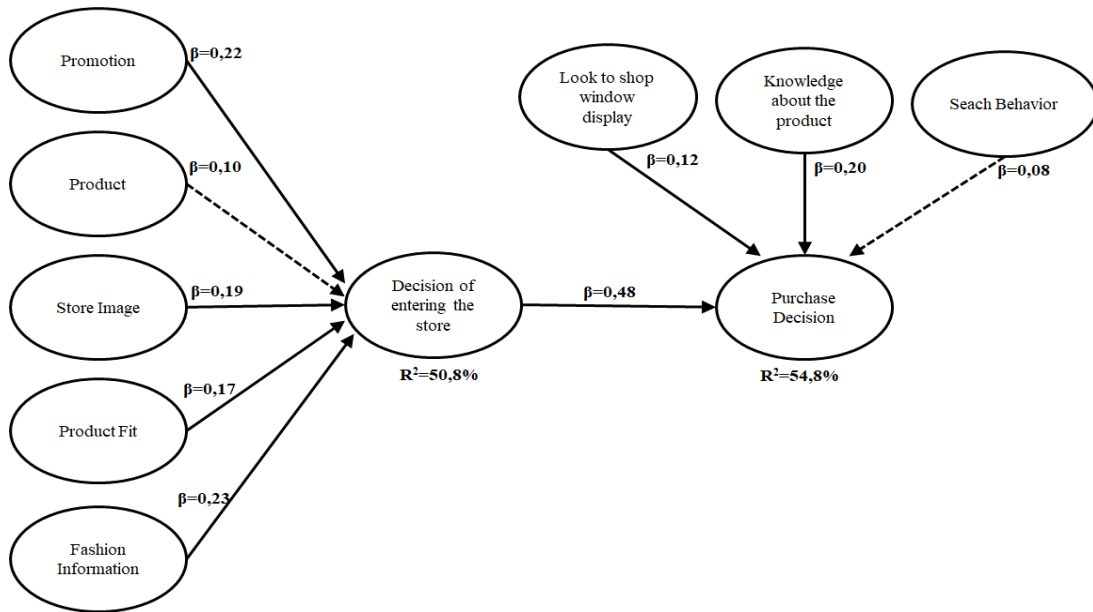 Promotion
β=0,22
Product
β=0,10
Store Image
β=0,19
Product Fit
β=0,17
Fashion
Information
β=0,23
Decision of
entering the
store
R²=50,8%
β=0,48
Look to shop
window
display
β=0,12
Knowledge
about the
product
β=0,20
Seach Behavior
β=0,08
Purchase
Decision
R²=54,8%